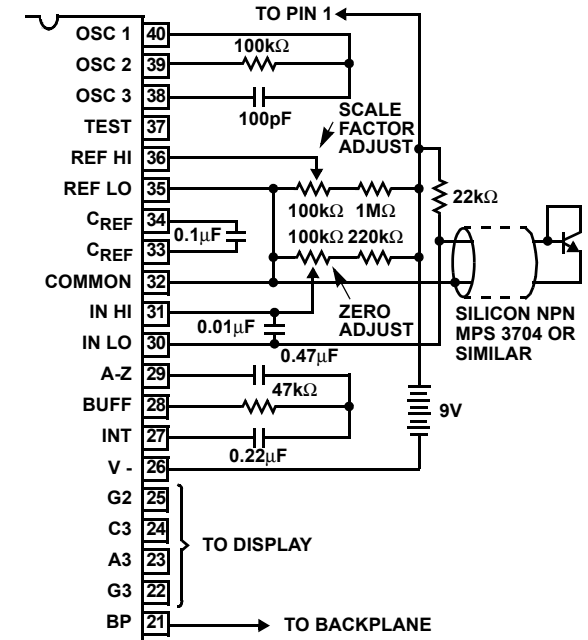 TO PIN 1
OSC 1 40
100kΩ
OSC 2 39
OSC 3 38
100pF
TEST 37
SCALE
FACTOR
ADJUST
REF HI 36
REF LO 35
22kΩ
100kΩ 1MΩ
CREF 34
0.1μF
100kΩ 220kΩ
CREF 33
COMMON 32
IN HI 31
ZERO
ADJUST
SILICON NPN
MPS 3704 OR
SIMILAR
0.01μF
IN LO 30
0.47μF
A-Z 29
47kΩ
BUFF 28
9V
INT 27
0.22μF
V - 26
G2 25
C3 24
TO DISPLAY
A3 23
G3 22
BP 21
TO BACKPLANE